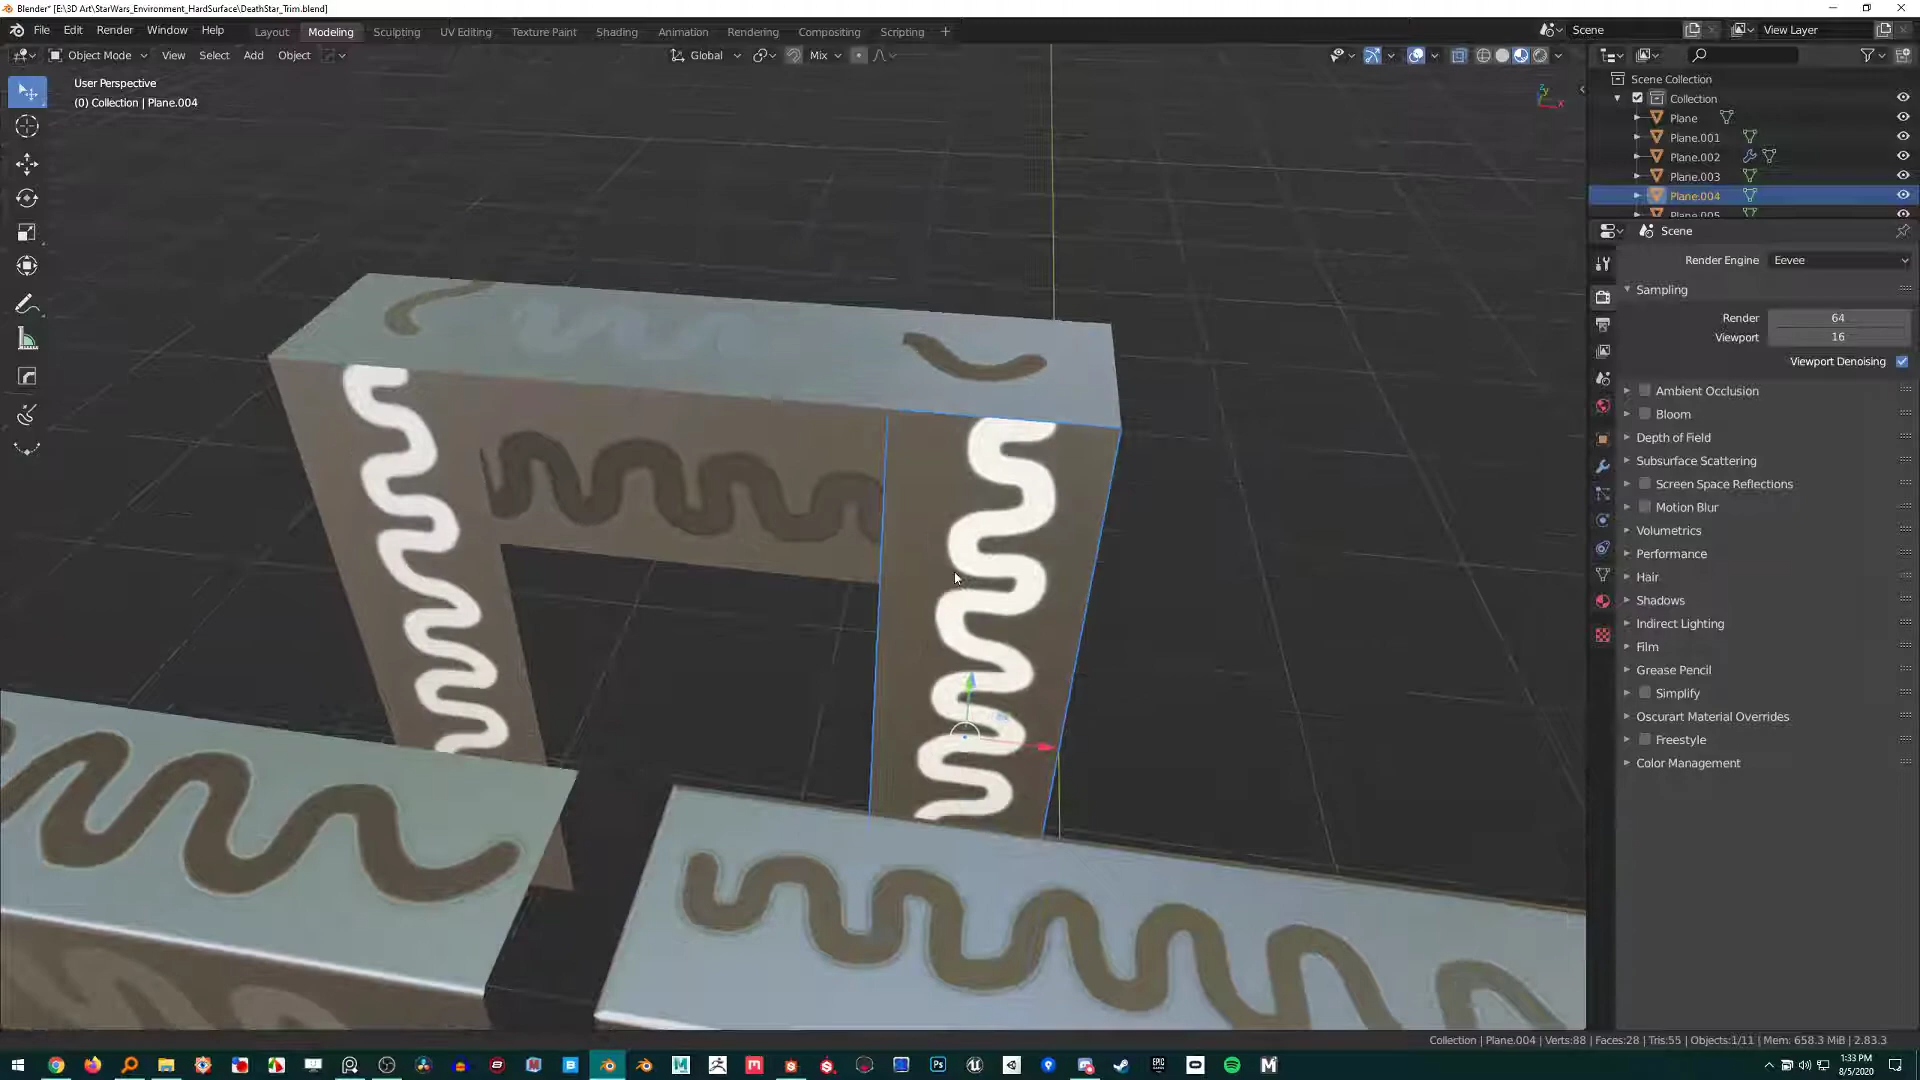 Blender* [E:\3D Art\StarWars_Environment_HardSurface\DeathStar_Trim.blend]
File Edit Render Window Help Layout Modeling Sculpting UV Editing Texture Paint Shading Animation Rendering Compositing Scripting + Scene View Layer
Object Mode View Select Add Object Global Mix
User Perspective
(0) Collection | Plane.004
Scene Collection
Collection
Plane
Plane.001
Plane.002
Plane.003
Plane.004
Plane.005
Scene
Render Engine Eevee
Sampling
Render 64
Viewport 16
Viewport Denoising
Ambient Occlusion
Bloom
Depth of Field
Subsurface Scattering
Screen Space Reflections
Motion Blur
Volumetrics
Performance
Hair
Shadows
Indirect Lighting
Film
Grease Pencil
Simplify
Oscurart Material Overrides
Freestyle
Color Management
Collection | Plane.004 | Verts:88 | Faces:28 | Tris:55 | Objects:1/11 | Mem: 658.3 MiB | 2.83.3
1:33 PM
8/5/2020